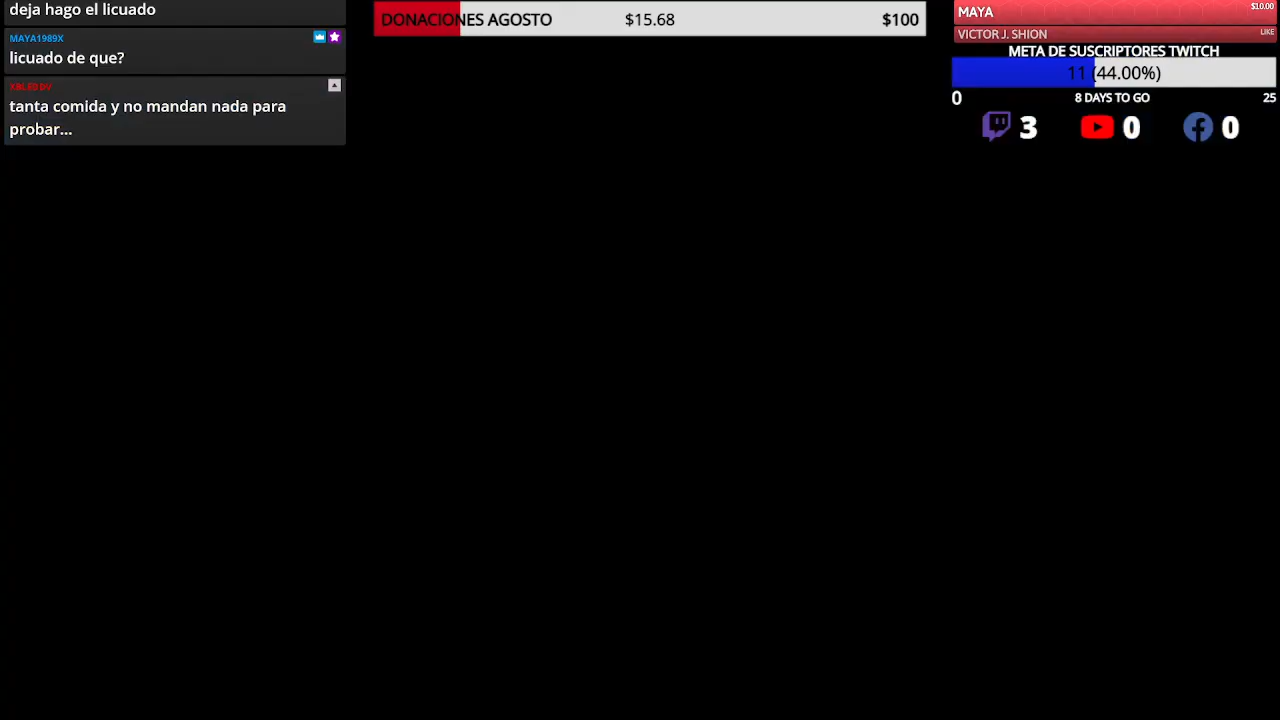 deja hago el licuado
MAYA1989X
licuado de que?
XBLEDDV
tanta comida y no mandan nada para
probar...
DONACIONES AGOSTO $15.68 $100
MAYA $10.00
VICTOR J. SHION LIKE
META DE SUSCRIPTORES TWITCH
11 (44.00%)
0 8 DAYS TO GO 25
3 0 0